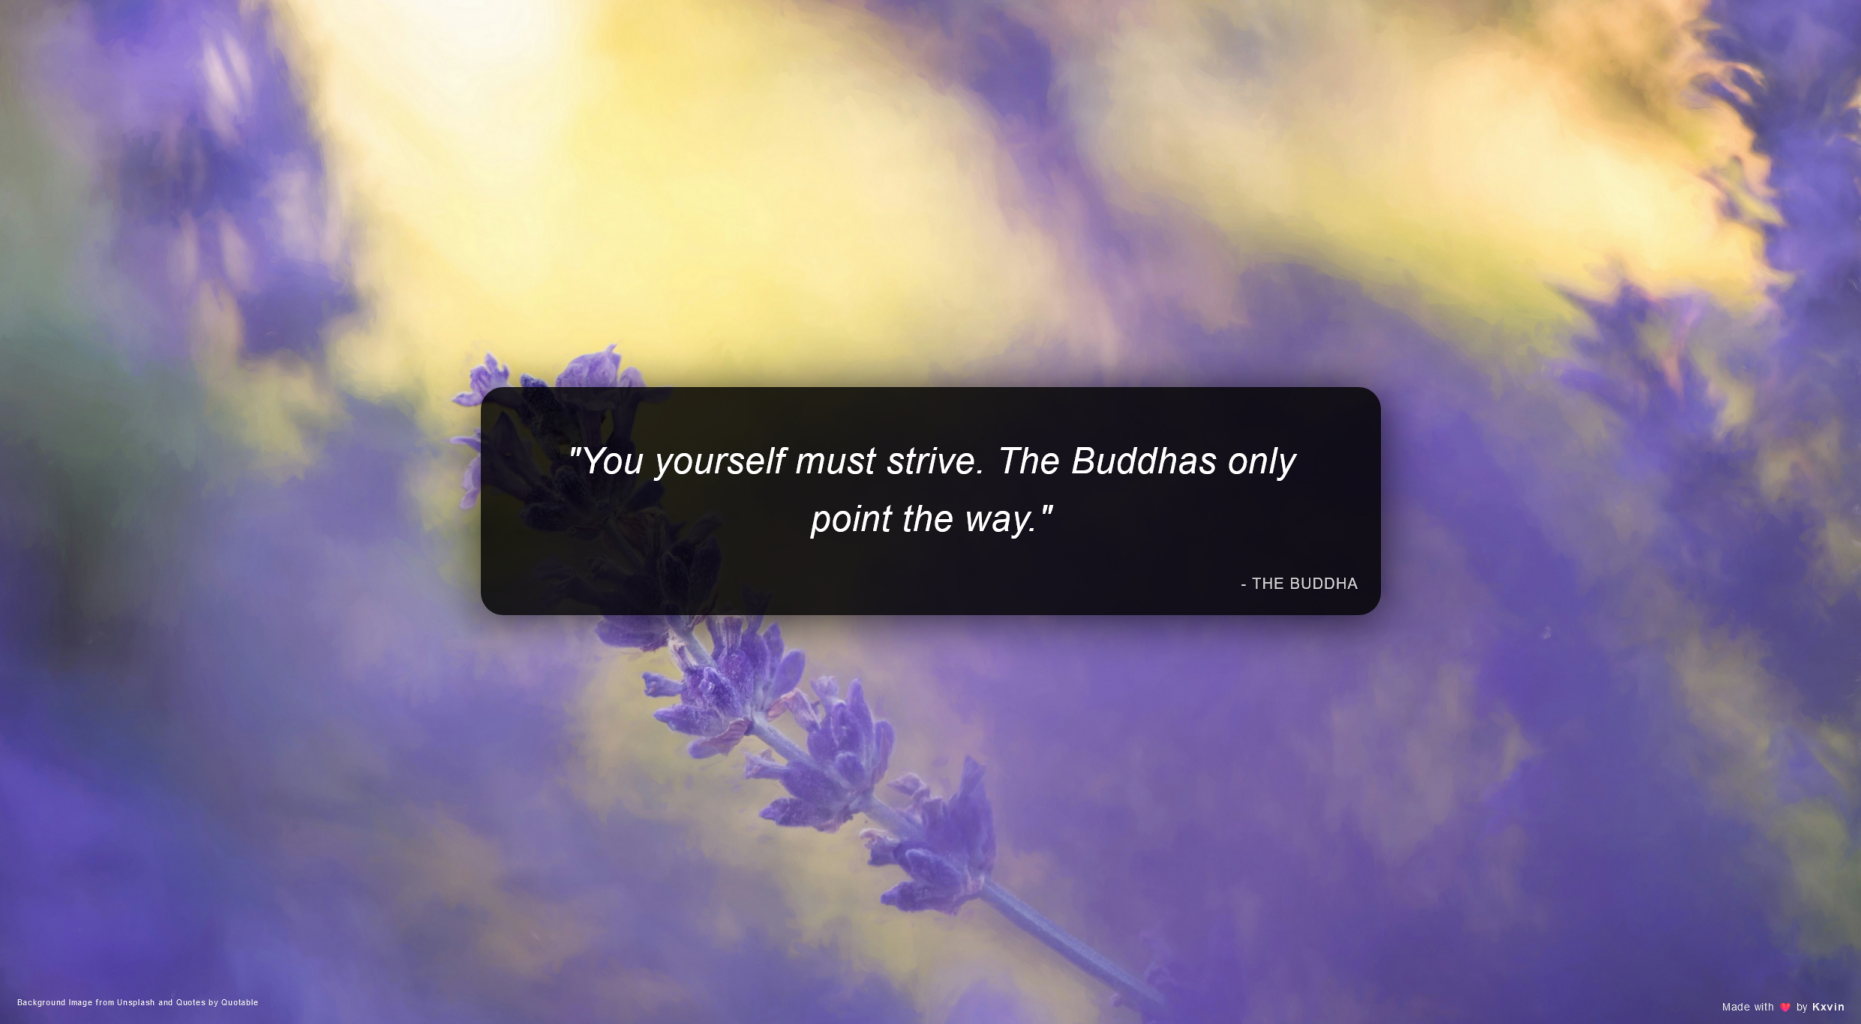 "You yourself must strive. The Buddhas only
point the way."
- THE BUDDHA
Background Image from Unsplash and Quotes by Quotable
Made with ❤️ by Kxvin